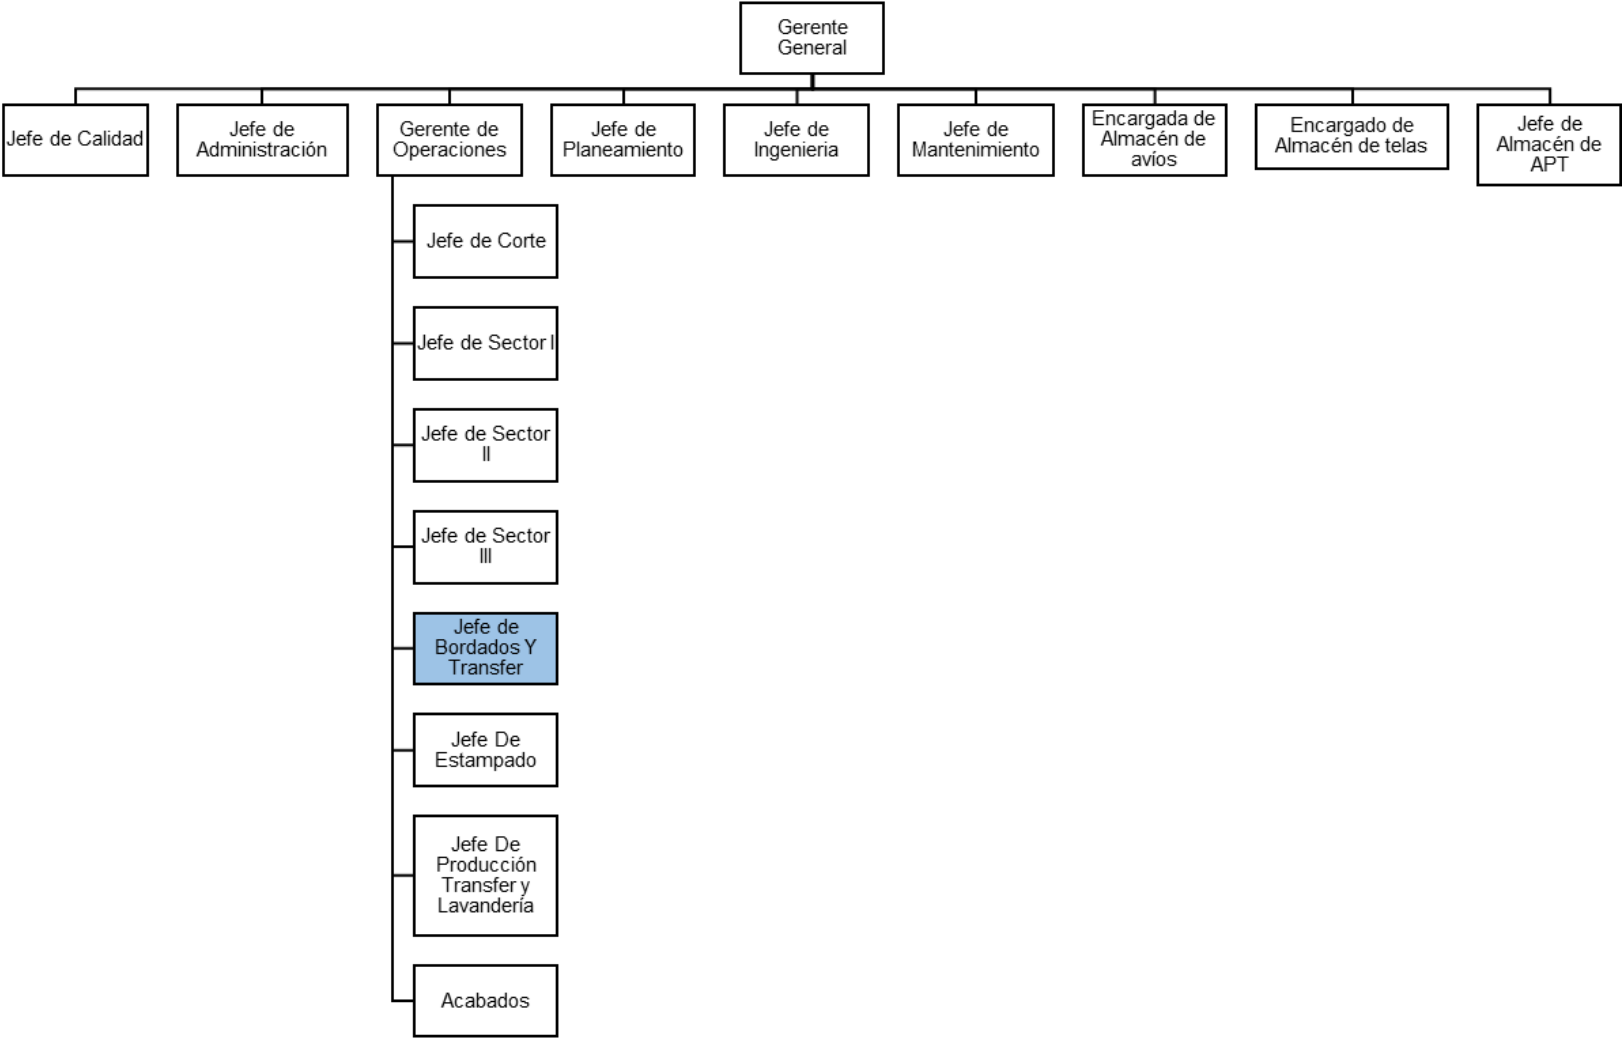 Gerente
General
Jefe de Calidad
Jefe de
Administración
Gerente de
Operaciones
Jefe de
Planeamiento
Jefe de
Ingenieria
Jefe de
Mantenimiento
Encargada de
Almacén de
avíos
Encargado de
Almacén de telas
Jefe de
Almacén de
APT
Jefe de Corte
Jefe de Sector I
Jefe de Sector
II
Jefe de Sector
III
Jefe de
Bordados Y
Transfer
Jefe De
Estampado
Jefe De
Producción
Transfer y
Lavandería
Acabados